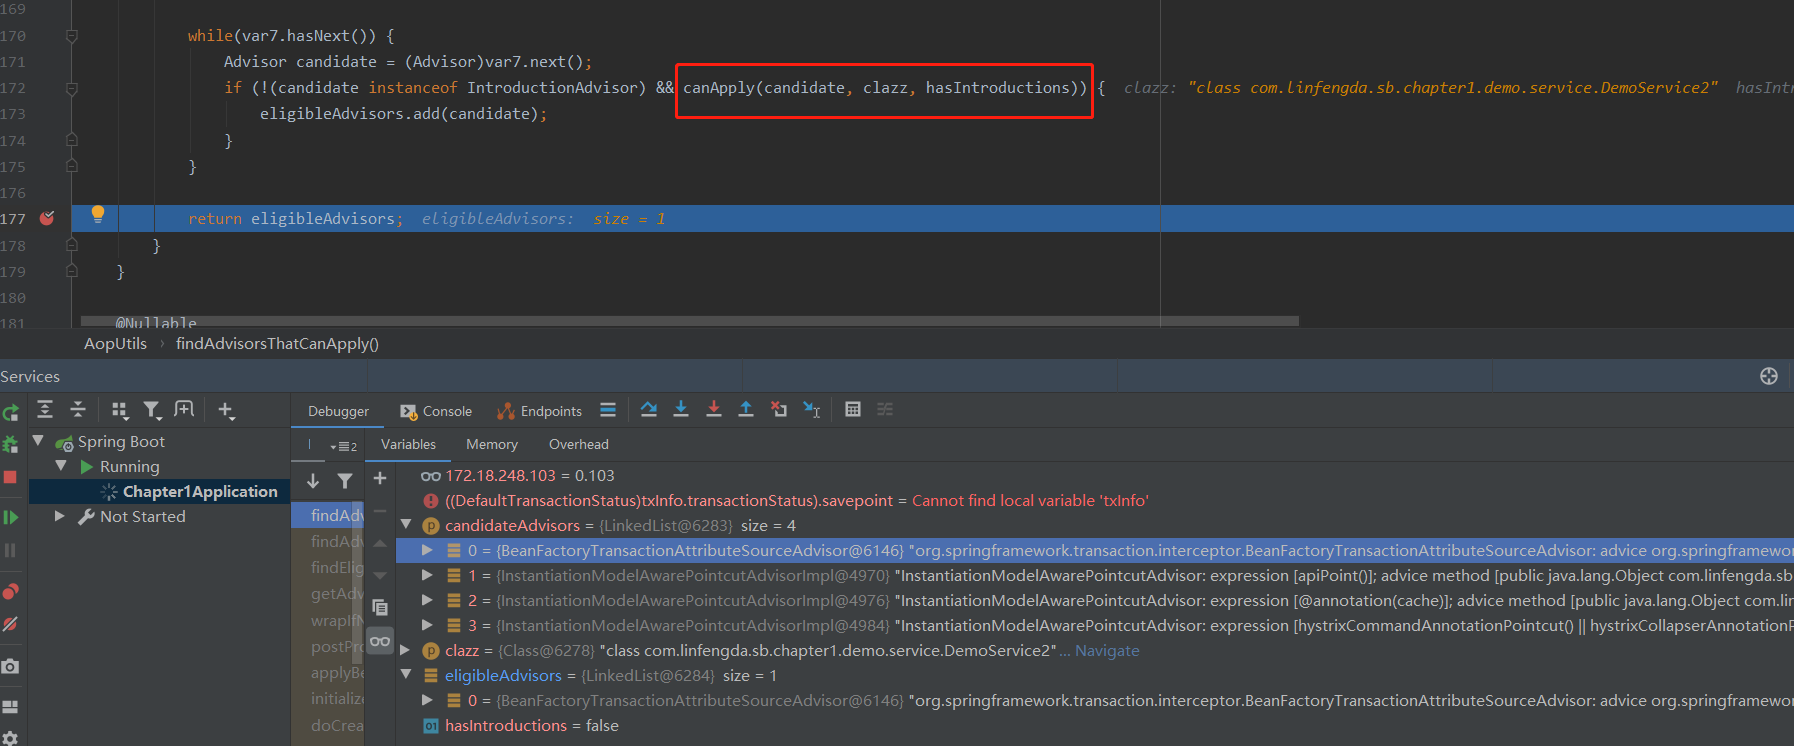 169
170 while(var7.hasNext()) {
171 Advisor candidate = (Advisor)var7.next();
172 if (!(candidate instanceof IntroductionAdvisor) && canApply(candidate, clazz, hasIntroductions)) { clazz: "class com.linfengda.sb.chapter1.demo.service.DemoService2" hasIntr
173 eligibleAdvisors.add(candidate);
174 }
175 }
176
177 return eligibleAdvisors; eligibleAdvisors: size = 1
178 }
179 }
180
181 @Nullable
AopUtils › findAdvisorsThatCanApply()
Services
Debugger Console Endpoints
Spring Boot
Running
Chapter1Application
Not Started
2 Variables Memory Overhead
findAdv
findAdv
findElig
getAdv
wrapIfN
postPro
applyBe
initialize
doCrea
172.18.248.103 = 0.103
((DefaultTransactionStatus)txInfo.transactionStatus).savepoint = Cannot find local variable 'txInfo'
p candidateAdvisors = {LinkedList@6283} size = 4
0 = {BeanFactoryTransactionAttributeSourceAdvisor@6146} "org.springframework.transaction.interceptor.BeanFactoryTransactionAttributeSourceAdvisor: advice org.springframewo
1 = {InstantiationModelAwarePointcutAdvisorImpl@4970} "InstantiationModelAwarePointcutAdvisor: expression [apiPoint()]; advice method [public java.lang.Object com.linfengda.sb
2 = {InstantiationModelAwarePointcutAdvisorImpl@4976} "InstantiationModelAwarePointcutAdvisor: expression [@annotation(cache)]; advice method [public java.lang.Object com.lin
3 = {InstantiationModelAwarePointcutAdvisorImpl@4984} "InstantiationModelAwarePointcutAdvisor: expression [hystrixCommandAnnotationPointcut() || hystrixCollapserAnnotationP
p clazz = {Class@6278} "class com.linfengda.sb.chapter1.demo.service.DemoService2"... Navigate
eligibleAdvisors = {LinkedList@6284} size = 1
0 = {BeanFactoryTransactionAttributeSourceAdvisor@6146} "org.springframework.transaction.interceptor.BeanFactoryTransactionAttributeSourceAdvisor: advice org.springframewo
01 hasIntroductions = false